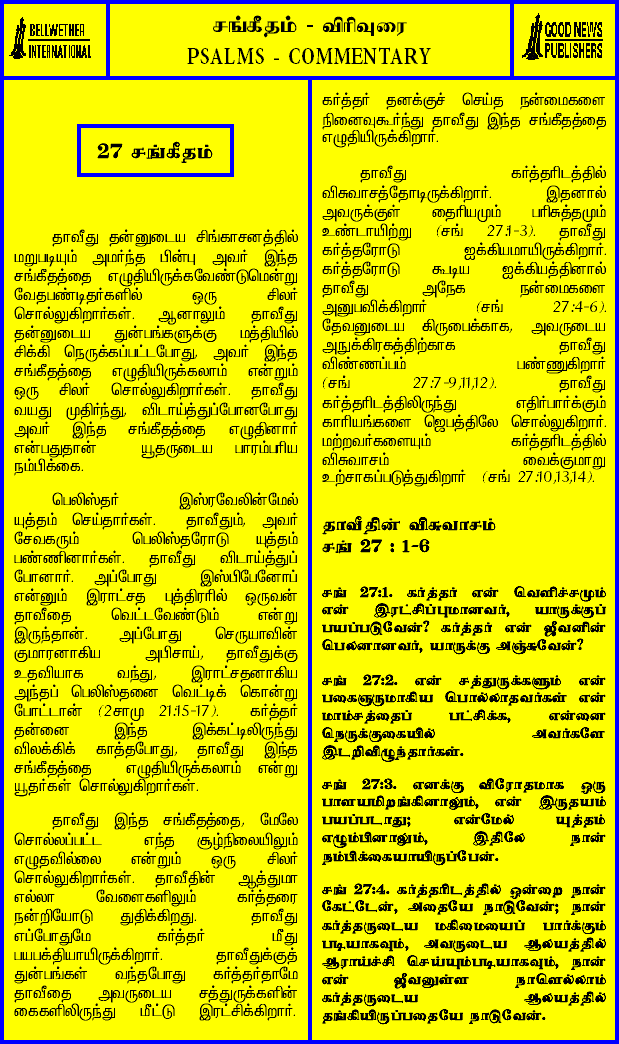 BELLWETHER
INTERNATIONAL
சங்கீதம் - விரிவுரை
PSALMS - COMMENTARY
GOOD NEWS
PUBLISHERS
27 சங்கீதம்
தாவீது தன்னுடைய சிங்காசனத்தில்
மறுபடியும் அமர்ந்த பின்பு அவர் இந்த
சங்கீதத்தை எழுதியிருக்கவேண்டுமென்று
வேதபண்டிதர்களில் ஒரு சிலர்
சொல்லுகிறார்கள். ஆனாலும் தாவீது
தன்னுடைய துன்பங்களுக்கு மத்தியில்
சிக்கி நெருக்கப்பட்டபோது, அவர் இந்த
சங்கீதத்தை எழுதியிருக்கலாம் என்றும்
ஒரு சிலர் சொல்லுகிறார்கள். தாவீது
வயது முதிர்ந்து, விடாய்த்துப்போனபோது
அவர் இந்த சங்கீதத்தை எழுதினார்
என்பதுதான் யூதருடைய பாரம்பரிய
நம்பிக்கை.
பெலிஸ்தர் இஸ்ரவேலின்மேல்
யுத்தம் செய்தார்கள். தாவீதும், அவர்
சேவகரும் பெலிஸ்தரோடு யுத்தம்
பண்ணினார்கள். தாவீது விடாய்த்துப்
போனார். அப்போது இஸ்பிபேனோப்
என்னும் இராட்சத புத்திரரில் ஒருவன்
தாவீதை வெட்டவேண்டும் என்று
இருந்தான். அப்போது செருயாவின்
குமாரனாகிய அபிசாய், தாவீதுக்கு
உதவியாக வந்து, இராட்சதனாகிய
அந்தப் பெலிஸ்தனை வெட்டிக் கொன்று
போட்டான் (2சாமு 21:15-17). கர்த்தர்
தன்னை இந்த இக்கட்டிலிருந்து
விலக்கிக் காத்தபோது, தாவீது இந்த
சங்கீதத்தை எழுதியிருக்கலாம் என்று
யூதர்கள் சொல்லுகிறார்கள்.
தாவீது இந்த சங்கீதத்தை, மேலே
சொல்லப்பட்ட எந்த சூழ்நிலையிலும்
எழுதவில்லை என்றும் ஒரு சிலர்
சொல்லுகிறார்கள். தாவீதின் ஆத்துமா
எல்லா வேளைகளிலும் கர்த்தரை
நன்றியோடு துதிக்கிறது. தாவீது
எப்போதுமே கர்த்தர் மீது
பயபக்தியாயிருக்கிறார். தாவீதுக்குத்
துன்பங்கள் வந்தபோது கர்த்தர்தாமே
தாவீதை அவருடைய சத்துருக்களின்
கைகளிலிருந்து மீட்டு இரட்சிக்கிறார்.
கர்த்தர் தனக்குச் செய்த நன்மைகளை
நினைவுகூர்ந்து தாவீது இந்த சங்கீதத்தை
எழுதியிருக்கிறார்.
தாவீது கர்த்தரிடத்தில்
விசுவாசத்தோடிருக்கிறார். இதனால்
அவருக்குள் தைரியமும் பரிசுத்தமும்
உண்டாயிற்று (சங் 27:1-3). தாவீது
கர்த்தரோடு ஐக்கியமாயிருக்கிறார்.
கர்த்தரோடு கூடிய ஐக்கியத்தினால்
தாவீது அநேக நன்மைகளை
அனுபவிக்கிறார் (சங் 27:4-6).
தேவனுடைய கிருபைக்காக, அவருடைய
அநுக்கிரகத்திற்காக தாவீது
விண்ணப்பம் பண்ணுகிறார்
(சங் 27:7-9,11,12). தாவீது
கர்த்தரிடத்திலிருந்து எதிர்பார்க்கும்
காரியங்களை ஜெபத்திலே சொல்லுகிறார்.
மற்றவர்களையும் கர்த்தரிடத்தில்
விசுவாசம் வைக்குமாறு
உற்சாகப்படுத்துகிறார் (சங் 27:10,13,14).
தாவீதின் விசுவாசம்
சங் 27 : 1-6
சங் 27:1. கர்த்தர் என் வெளிச்சமும்
என் இரட்சிப்புமானவர், யாருக்குப்
பயப்படுவேன்? கர்த்தர் என் ஜீவனின்
பெலனானவர், யாருக்கு அஞ்சுவேன்?
சங் 27:2. என் சத்துருக்களும் என்
பகைஞருமாகிய பொல்லாதவர்கள் என்
மாம்சத்தைப் பட்சிக்க, என்னை
நெருக்குகையில் அவர்களே
இடறிவிழுந்தார்கள்.
சங் 27:3. எனக்கு விரோதமாக ஒரு
பாளயமிறங்கினாலும், என் இருதயம்
பயப்படாது; என்மேல் யுத்தம்
எழும்பினாலும், இதிலே நான்
நம்பிக்கையாயிருப்பேன்.
சங் 27:4. கர்த்தரிடத்தில் ஒன்றை நான்
கேட்டேன், அதையே நாடுவேன்; நான்
கர்த்தருடைய மகிமையைப் பார்க்கும்
படியாகவும், அவருடைய ஆலயத்தில்
ஆராய்ச்சி செய்யும்படியாகவும், நான்
என் ஜீவனுள்ள நாளெல்லாம்
கர்த்தருடைய ஆலயத்தில்
தங்கியிருப்பதையே நாடுவேன்.